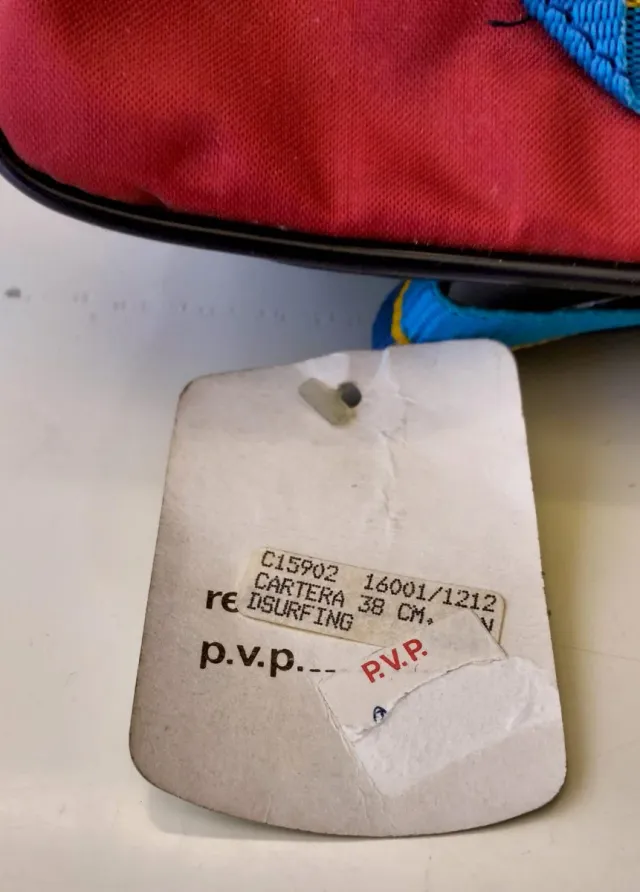 C15902 16001/1212
CARTERA 38 CM. N
DSURFING
re
p.v.p.---
P.V.P.